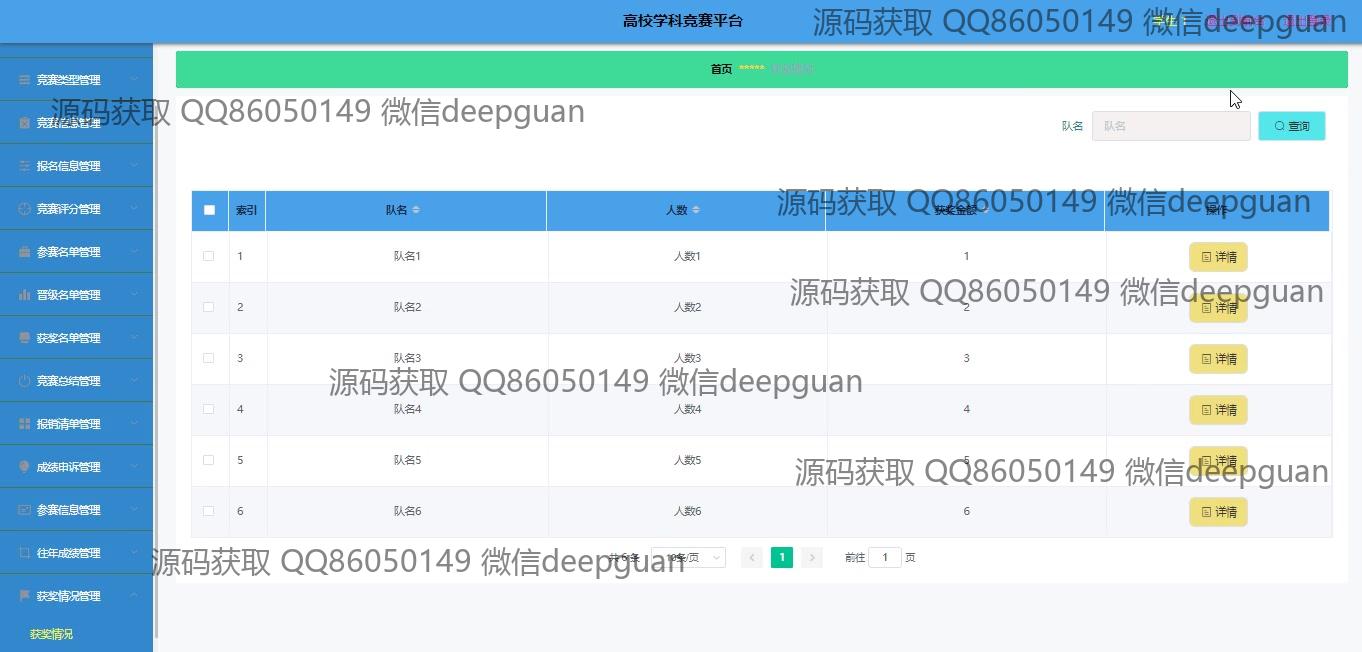 高校学科竞赛平台
源码获取 QQ86050149 微信deepguan
首页 *****
竞赛类型管理
竞赛信息管理
报名信息管理
竞赛评分管理
参赛名单管理
晋级名单管理
获奖名单管理
竞赛总结管理
报销清单管理
成绩申诉管理
参赛信息管理
往年成绩管理
获奖情况管理
获奖情况
源码获取 QQ86050149 微信deepguan
队名 队名 查询
源码获取 QQ86050149 微信deepguan
索引 队名 人数 获奖金额 操作
1 队名1 人数1 1 详情
源码获取 QQ86050149 微信deepguan
2 队名2 人数2 2 详情
3 队名3 人数3 3 详情
源码获取 QQ86050149 微信deepguan
4 队名4 人数4 4 详情
5 队名5 人数5 5 详情
源码获取 QQ86050149 微信deepguan
6 队名6 人数6 6 详情
源码获取 QQ86050149 微信deepguan
共 6 条 10条/页 1 前往 1 页